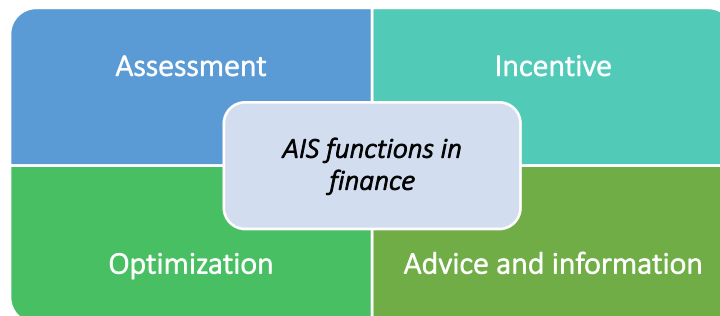 Assessment
Incentive
AIS functions in
finance
Optimization
Advice and information